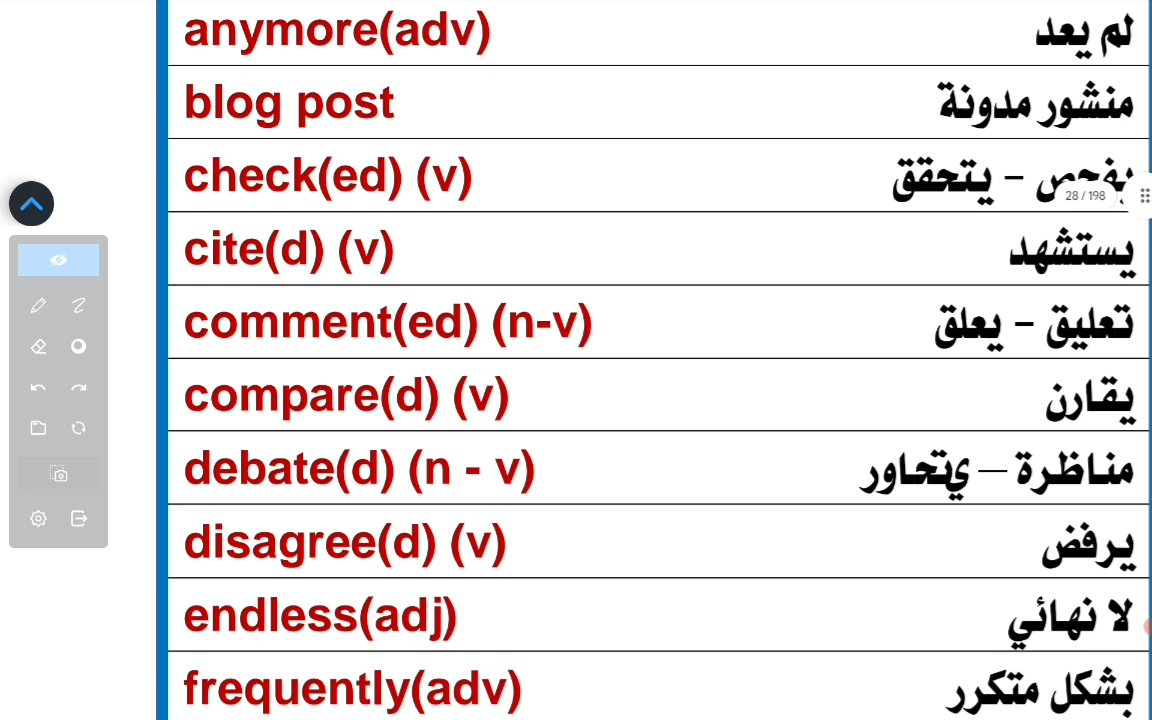 anymore(adv) لم يعد
blog post منشور مدونة
check(ed) (v) يفحص – يتحقق
28 / 198
cite(d) (v) يستشهد
comment(ed) (n-v) تعليق – يعلق
compare(d) (v) يقارن
debate(d) (n - v) مناظرة – يتحاور
disagree(d) (v) يرفض
endless(adj) لا نهائي
frequently(adv) بشكل متكرر